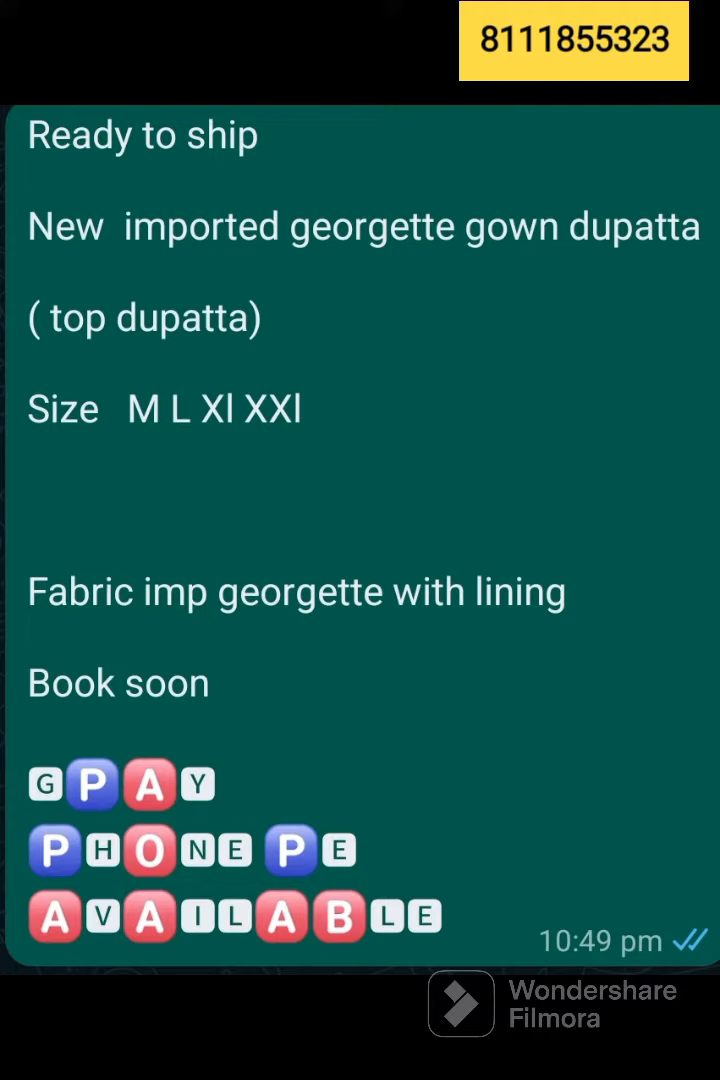 8111855323
Ready to ship
New  imported georgette gown dupatta
( top dupatta)
Size   M L Xl XXl
Fabric imp georgette with lining
Book soon
GPAY
PHONE PE
AVAILABLE
10:49 pm
Wondershare
Filmora